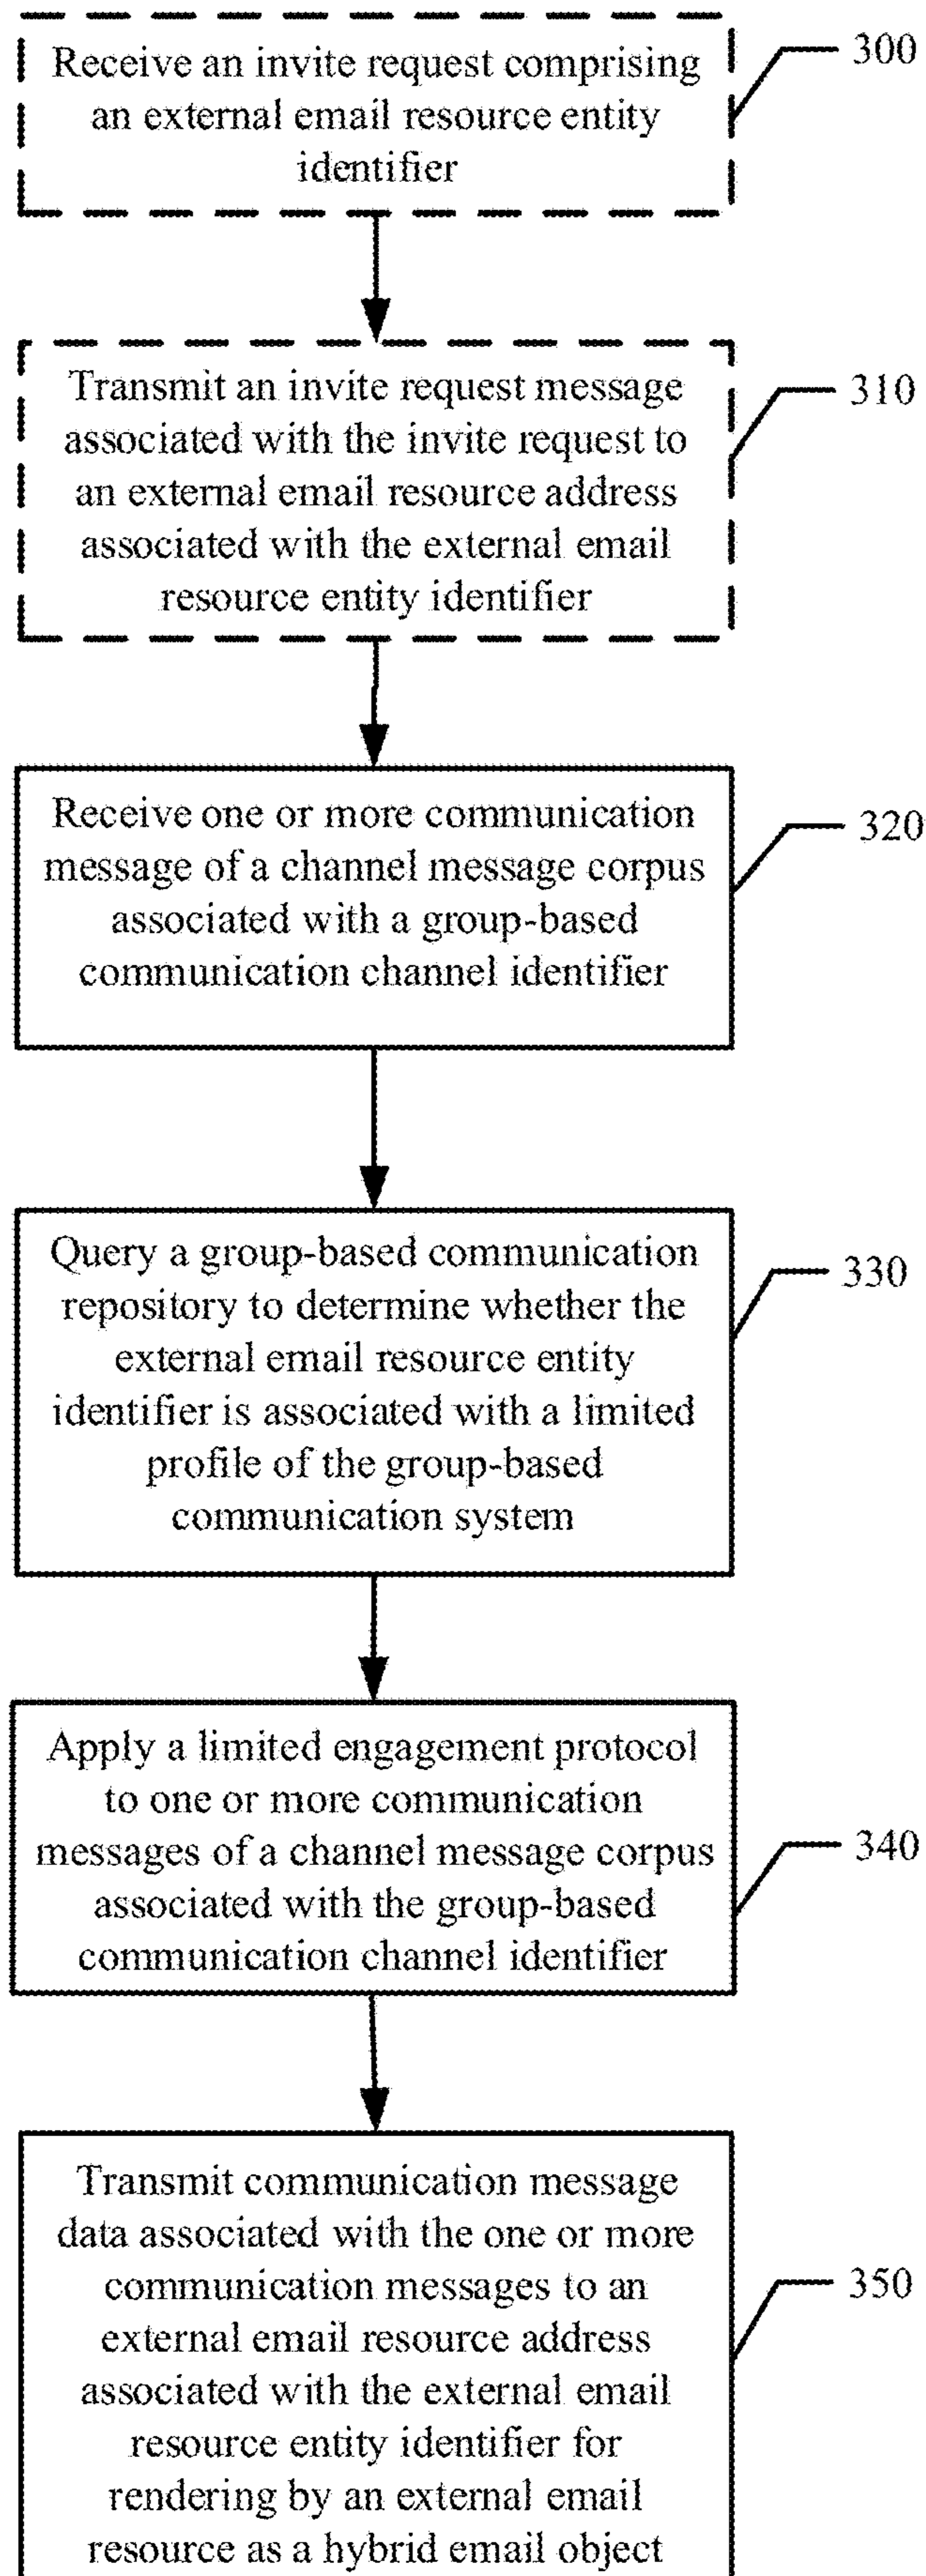 Receive an invite request comprising
an external email resource entity
identifier
300
Transmit an invite request message
associated with the invite request to
an external email resource address
associated with the external email
resource entity identifier
310
Receive one or more communication
message of a channel message corpus
associated with a group-based
communication channel identifier
320
Query a group-based communication
repository to determine whether the
external email resource entity
identifier is associated with a limited
profile of the group-based
communication system
330
Apply a limited engagement protocol
to one or more communication
messages of a channel message corpus
associated with the group-based
communication channel identifier
340
Transmit communication message
data associated with the one or more
communication messages to an
external email resource address
associated with the external email
resource entity identifier for
rendering by an external email
resource as a hybrid email object
350